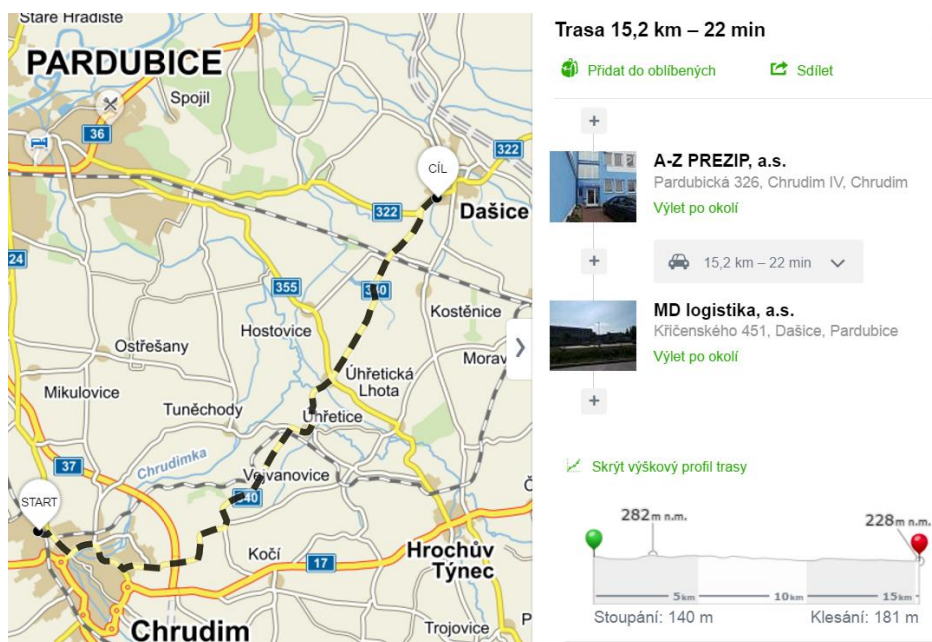 Staré Hradiště
PARDUBICE
Spojil
36
322
CÍL
322
Dašice
24
355
340
Kostěnice
Hostovice
Ostřešany
Morav
Úhřetická
Lhota
Mikulovice
Tuněchody
Úhřetice
Chrudimka
37
Vejvanovice
340
START
Kočí
17
Hrochův
Týnec
Chrudim
Trojovice
Trasa 15,2 km – 22 min
Přidat do oblíbených
Sdílet
+
A-Z PREZIP, a.s.
Pardubická 326, Chrudim IV, Chrudim
Výlet po okolí
+
15,2 km – 22 min
MD logistika, a.s.
Křičenského 451, Dašice, Pardubice
Výlet po okolí
+
Skrýt výškový profil trasy
282m n.m.
228m n.m.
5km
10km
15km
Stoupání: 140 m
Klesání: 181 m